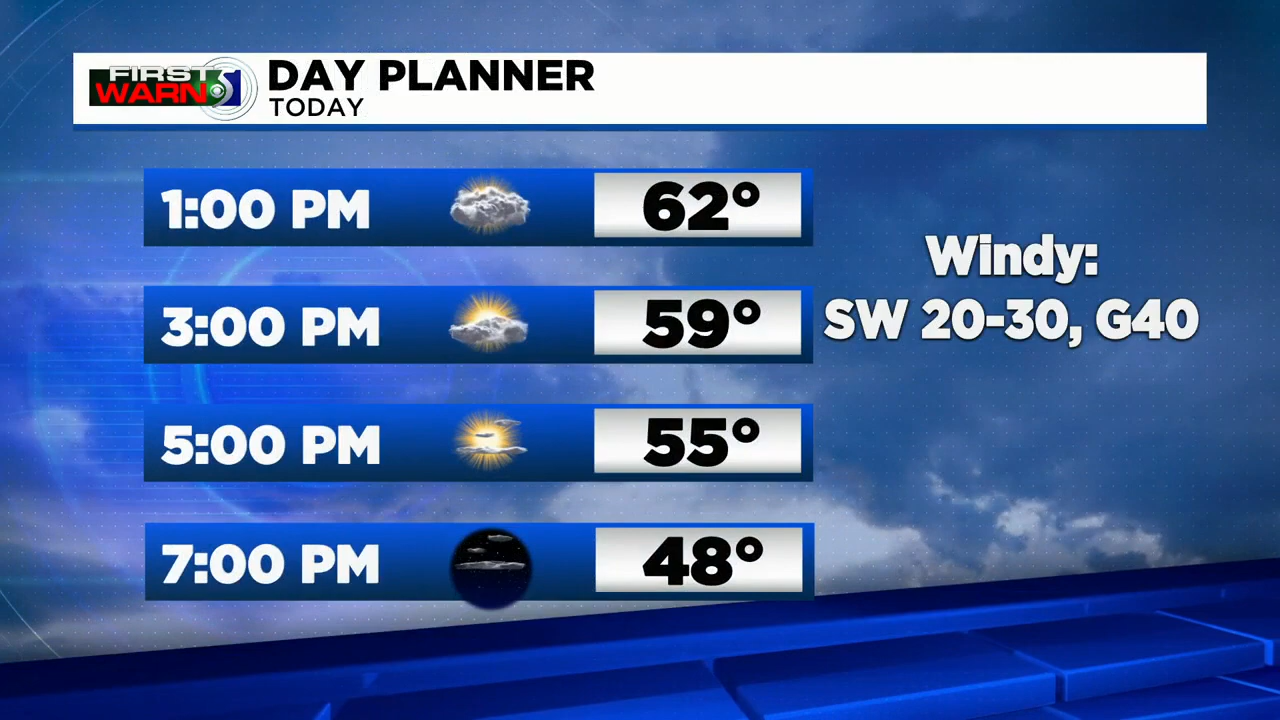 FIRST
WARN 5
DAY PLANNER
TODAY
1:00 PM 62°
3:00 PM 59°
5:00 PM 55°
7:00 PM 48°
Windy:
SW 20-30, G40